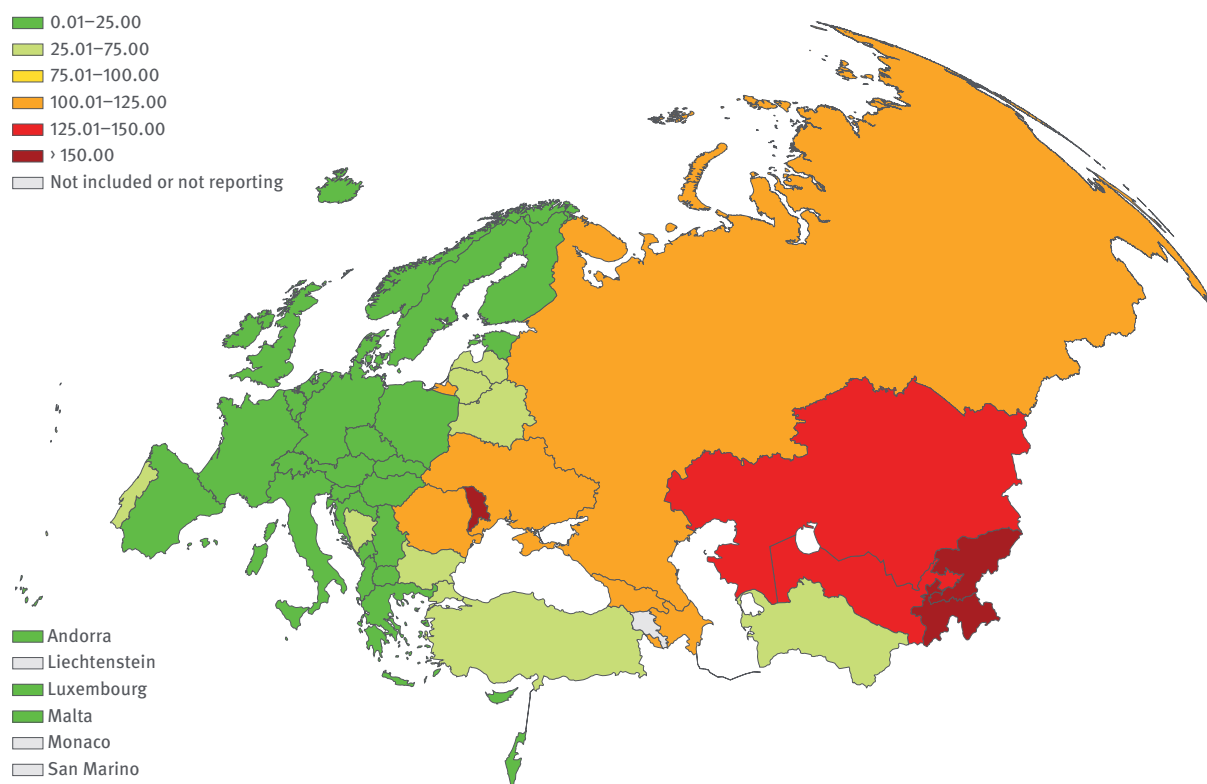 0.01–25.00
25.01–75.00
75.01–100.00
100.01–125.00
125.01–150.00
> 150.00
Not included or not reporting
Andorra
Liechtenstein
Luxembourg
Malta
Monaco
San Marino